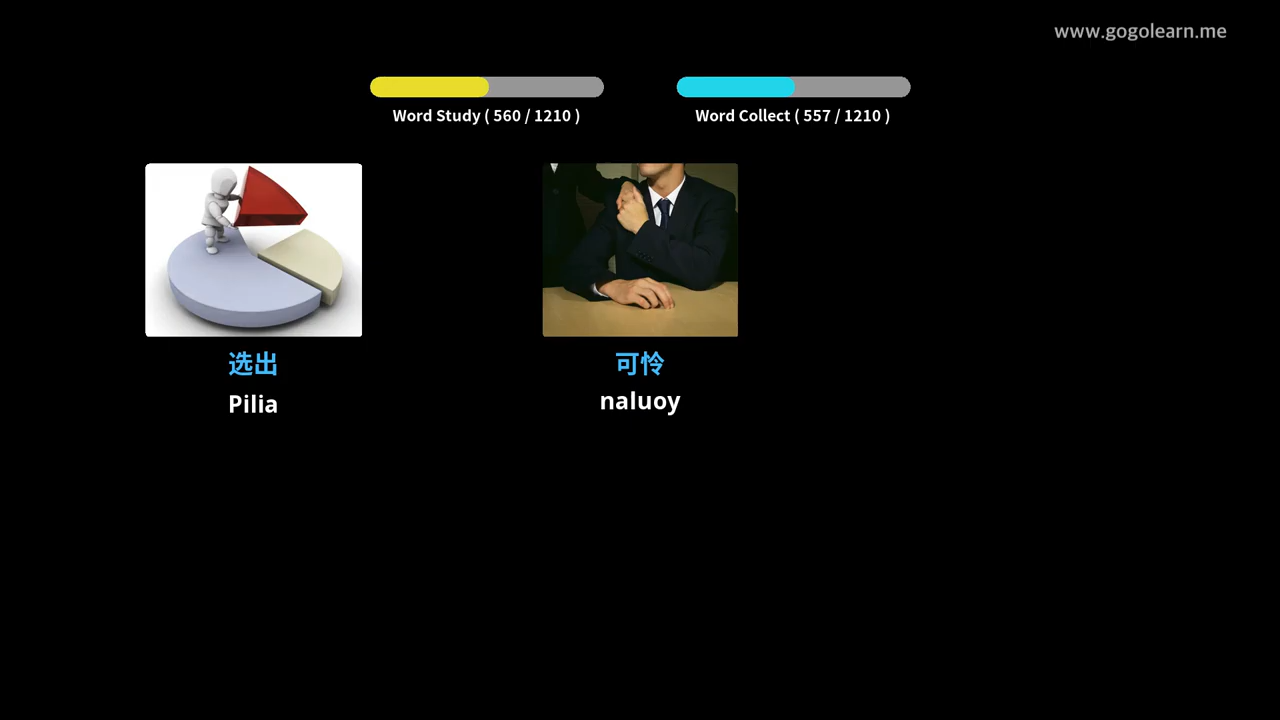 www.gogolearn.me
Word Study ( 560 / 1210 )
Word Collect ( 557 / 1210 )
选出
Pilia
可怜
naluoy